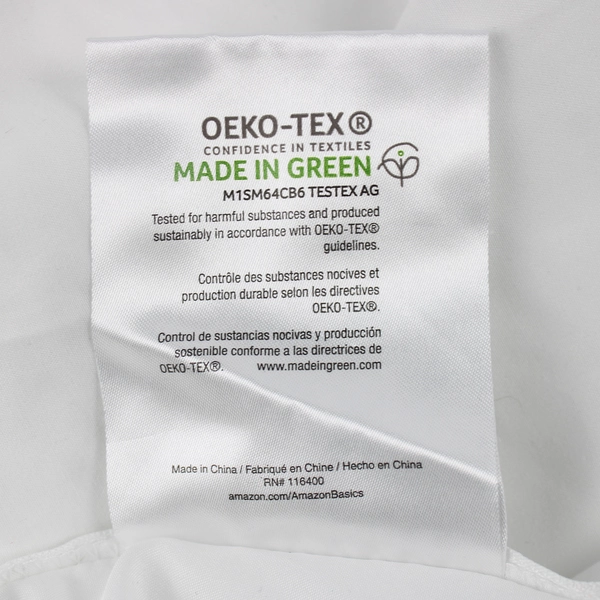 OEKO-TEX®
CONFIDENCE IN TEXTILES
MADE IN GREEN
M1SM64CB6 TESTEX AG
Tested for harmful substances and produced
sustainably in accordance with OEKO-TEX®
guidelines.
Contrôle des substances nocives et
production durable selon les directives
OEKO-TEX®.
Control de sustancias nocivas y producción
sostenible conforme a las directrices de
OEKO-TEX®. www.madeingreen.com
Made in China / Fabriqué en Chine / Hecho en China
RN# 116400
amazon.com/AmazonBasics